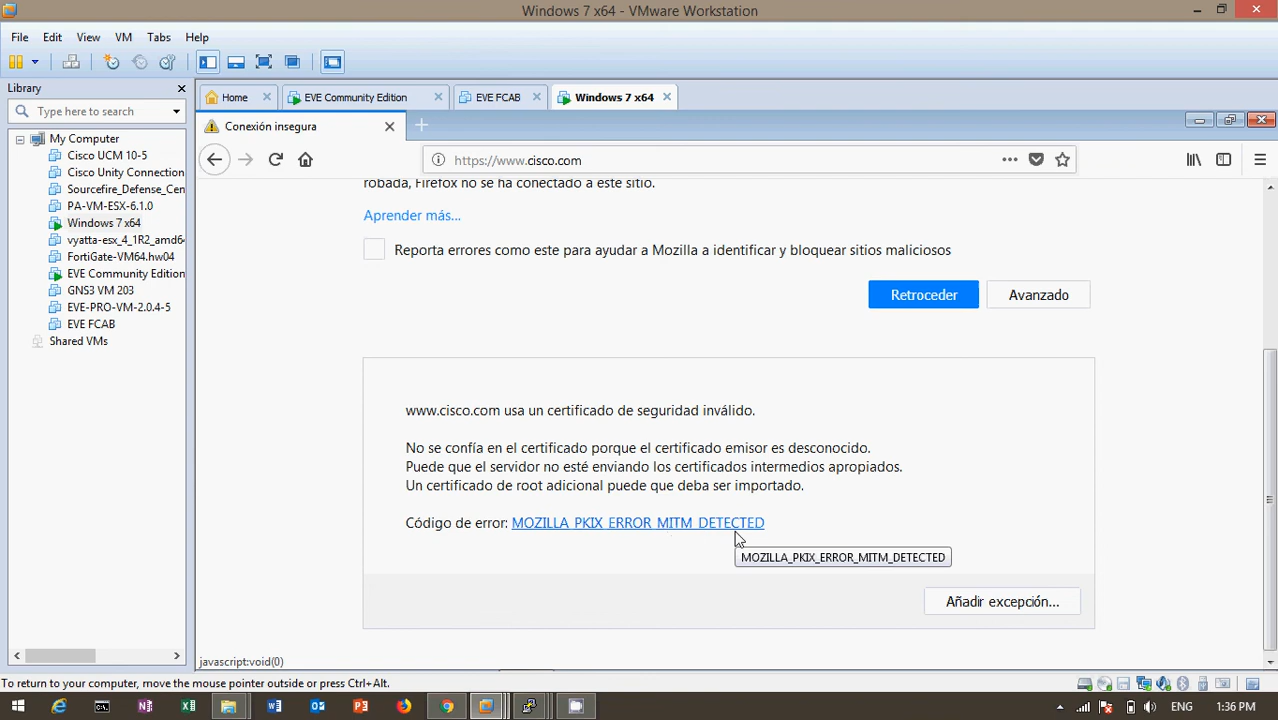 Windows 7 x64 - VMware Workstation
File Edit View VM Tabs Help
Library
Type here to search
My Computer
Cisco UCM 10-5
Cisco Unity Connection
Sourcefire_Defense_Cen
PA-VM-ESX-6.1.0
Windows 7 x64
vyatta-esx_4_1R2_amd64
FortiGate-VM64.hw04
EVE Community Edition
GNS3 VM 203
EVE-PRO-VM-2.0.4-5
EVE FCAB
Shared VMs
Home EVE Community Edition EVE FCAB Windows 7 x64
Conexión insegura
https://www.cisco.com
robada, Firefox no se ha conectado a este sitio.
Aprender más...
Reporta errores como este para ayudar a Mozilla a identificar y bloquear sitios maliciosos
Retroceder Avanzado
www.cisco.com usa un certificado de seguridad inválido.
No se confía en el certificado porque el certificado emisor es desconocido.
Puede que el servidor no esté enviando los certificados intermedios apropiados.
Un certificado de root adicional puede que deba ser importado.
Código de error: MOZILLA_PKIX_ERROR_MITM_DETECTED
MOZILLA_PKIX_ERROR_MITM_DETECTED
Añadir excepción...
javascript:void(0)
To return to your computer, move the mouse pointer outside or press Ctrl+Alt.
ENG 1:36 PM